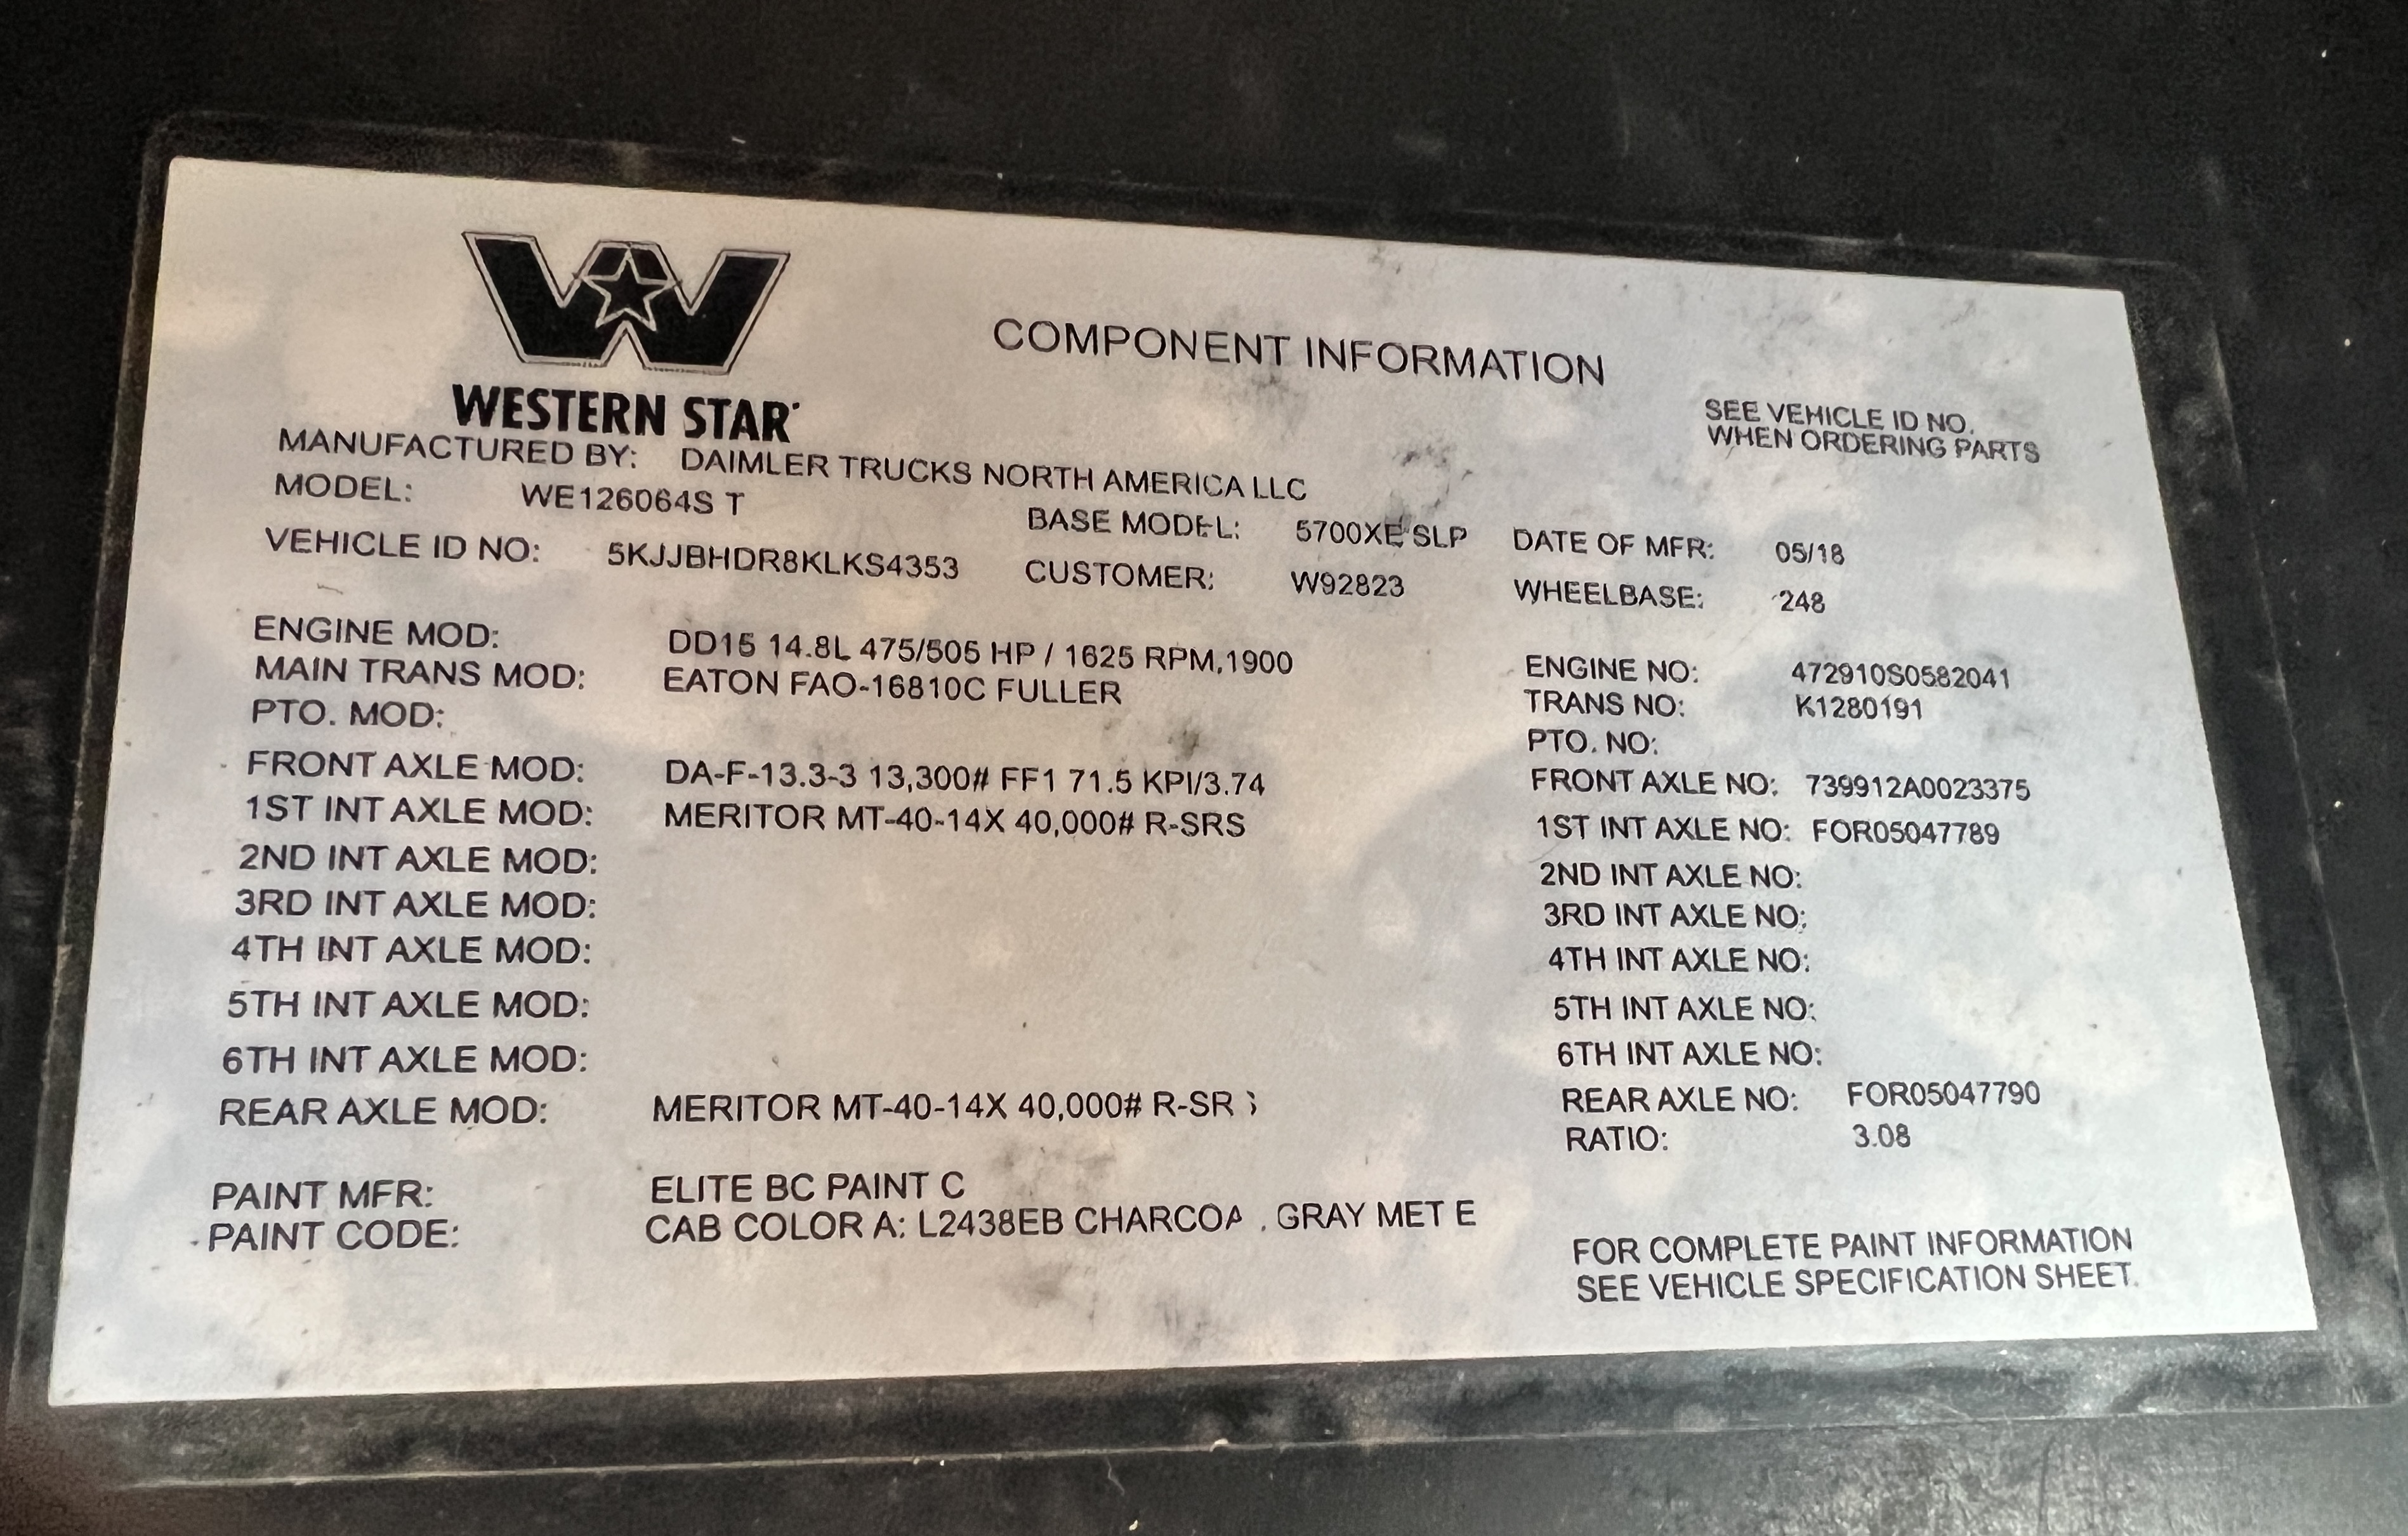 WESTERN STAR
COMPONENT INFORMATION
SEE VEHICLE ID NO.
WHEN ORDERING PARTS
MANUFACTURED BY: DAIMLER TRUCKS NORTH AMERICA LLC
MODEL: WE126064S T BASE MODEL: 5700XE SLP DATE OF MFR: 05/18
VEHICLE ID NO: 5KJJBHDR8KLKS4353 CUSTOMER: W92823 WHEELBASE: 248
ENGINE MOD: DD15 14.8L 475/505 HP / 1625 RPM,1900 ENGINE NO: 472910S0582041
MAIN TRANS MOD: EATON FAO-16810C FULLER TRANS NO: K1280191
PTO. MOD: PTO. NO:
FRONT AXLE MOD: DA-F-13.3-3 13,300# FF1 71.5 KPI/3.74 FRONT AXLE NO: 739912A0023375
1ST INT AXLE MOD: MERITOR MT-40-14X 40,000# R-SRS 1ST INT AXLE NO: FOR05047789
2ND INT AXLE MOD: 2ND INT AXLE NO:
3RD INT AXLE MOD: 3RD INT AXLE NO:
4TH INT AXLE MOD: 4TH INT AXLE NO:
5TH INT AXLE MOD: 5TH INT AXLE NO:
6TH INT AXLE MOD: 6TH INT AXLE NO:
REAR AXLE MOD: MERITOR MT-40-14X 40,000# R-SRS REAR AXLE NO: FOR05047790
RATIO: 3.08
PAINT MFR: ELITE BC PAINT C
PAINT CODE: CAB COLOR A: L2438EB CHARCOAL GRAY MET E
FOR COMPLETE PAINT INFORMATION
SEE VEHICLE SPECIFICATION SHEET.